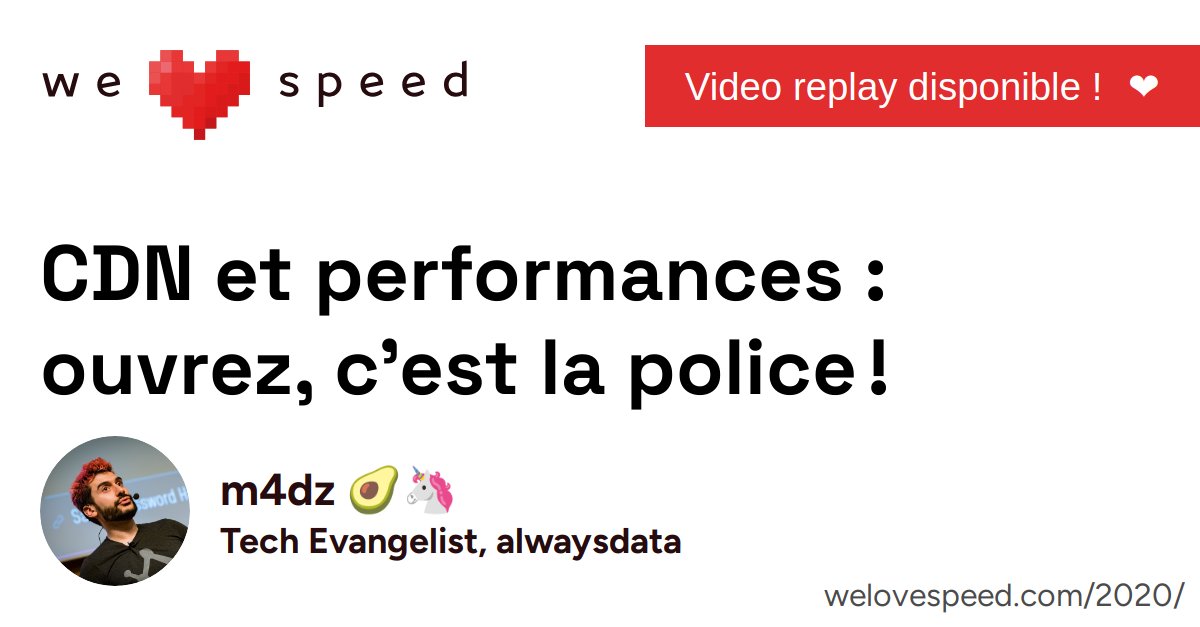 we ❤ speed
Video replay disponible ! ❤
CDN et performances :
ouvrez, c’est la police !
m4dz 🥑🦄
Tech Evangelist, alwaysdata
welovespeed.com/2020/